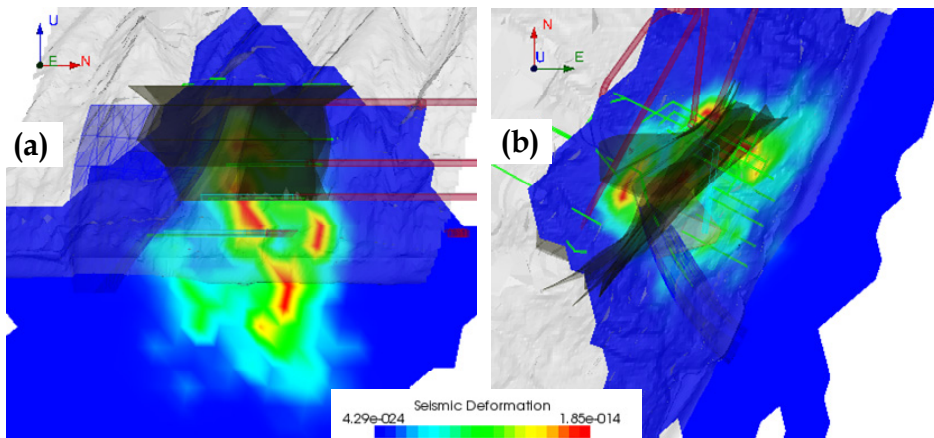 U
E
N
(a)
N
U
E
(b)
Seismic Deformation
4.29e-024 1.85e-014